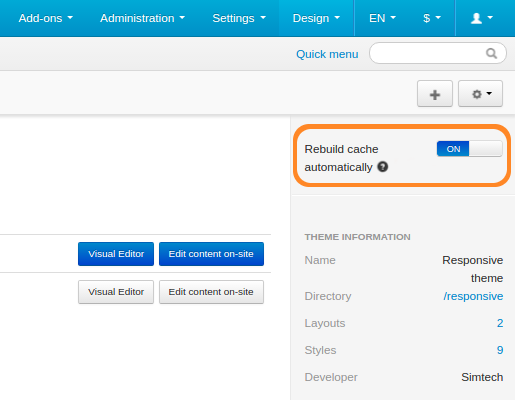 Add-ons Administration Settings Design EN $
Quick menu
Rebuild cache ON
automatically ?
Visual Editor Edit content on-site
Visual Editor Edit content on-site
THEME INFORMATION
Name Responsive
theme
Directory /responsive
Layouts 2
Styles 9
Developer Simtech